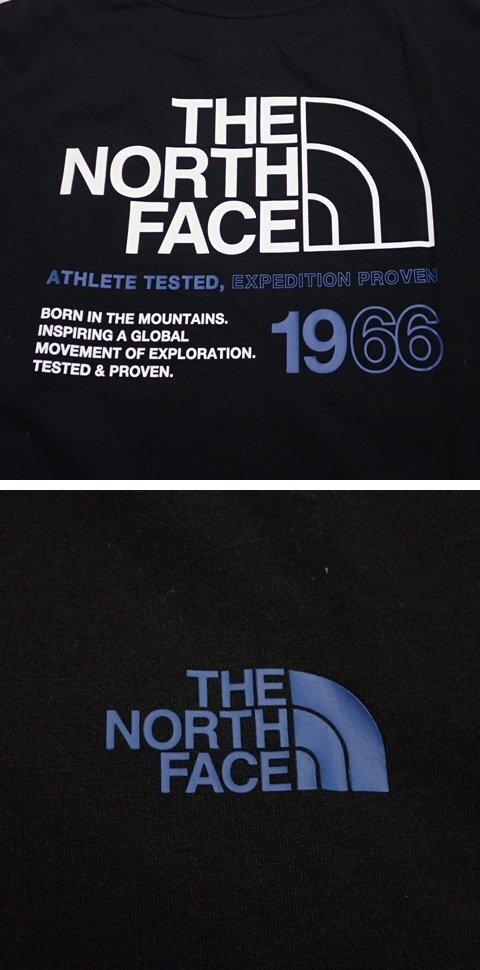 THE
NORTH
FACE
ATHLETE TESTED, EXPEDITION PROVEN
BORN IN THE MOUNTAINS.
INSPIRING A GLOBAL
MOVEMENT OF EXPLORATION.
TESTED & PROVEN.
1966
THE
NORTH
FACE